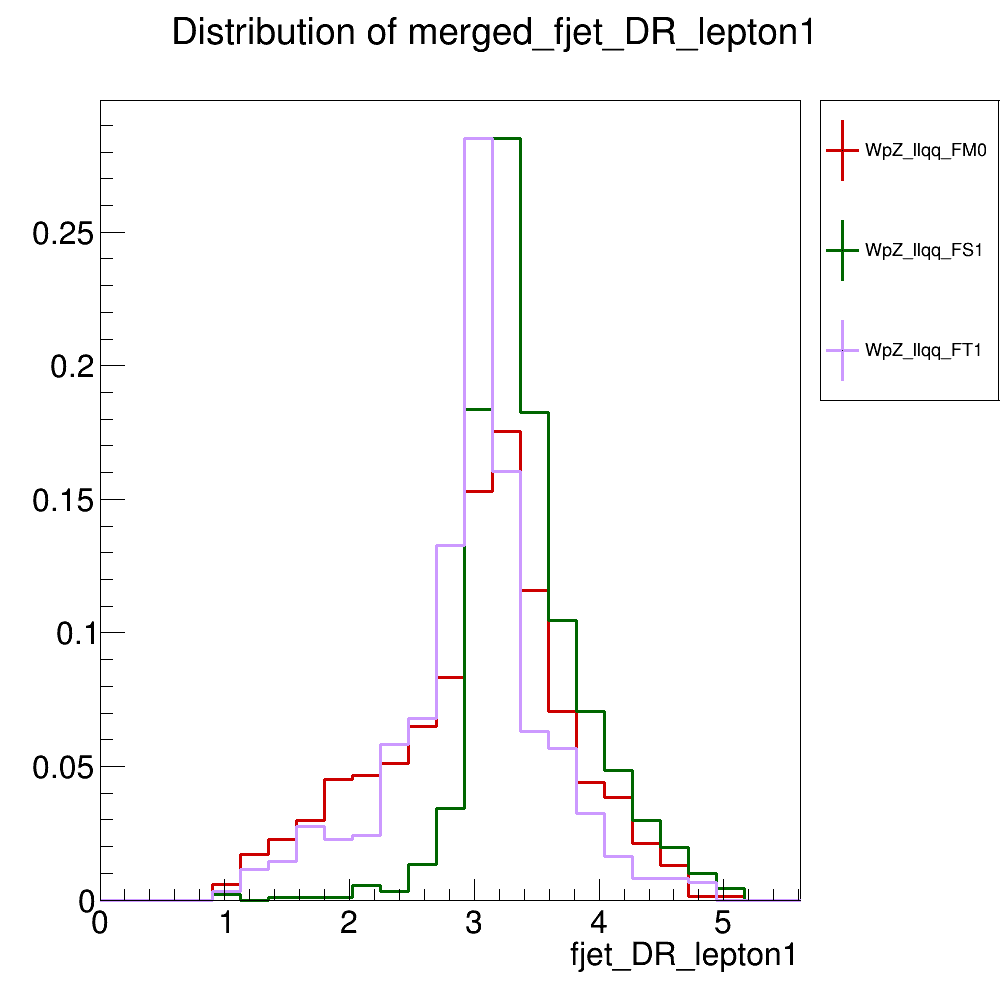 Distribution of merged_fjet_DR_lepton1
WpZ_llqq_FM0
WpZ_llqq_FS1
WpZ_llqq_FT1
0.25
0.2
0.15
0.1
0.05
0
0 1 2 3 4 5
fjet_DR_lepton1